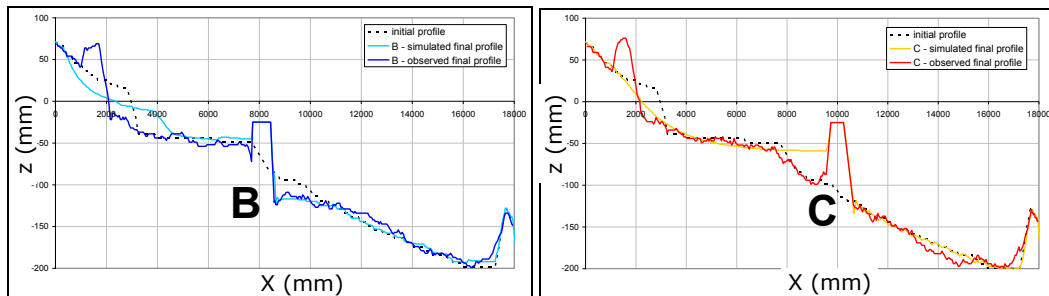 100
50
0
-50
-100
-150
-200
0 2000 4000 6000 8000 10000 12000 14000 16000 18000
z (mm)
X (mm)
initial profile
B - simulated final profile
B - observed final profile
B
100
50
0
-50
-100
-150
-200
0 2000 4000 6000 8000 10000 12000 14000 16000 18000
z (mm)
X (mm)
initial profile
C - simulated final profile
C - observed final profile
C